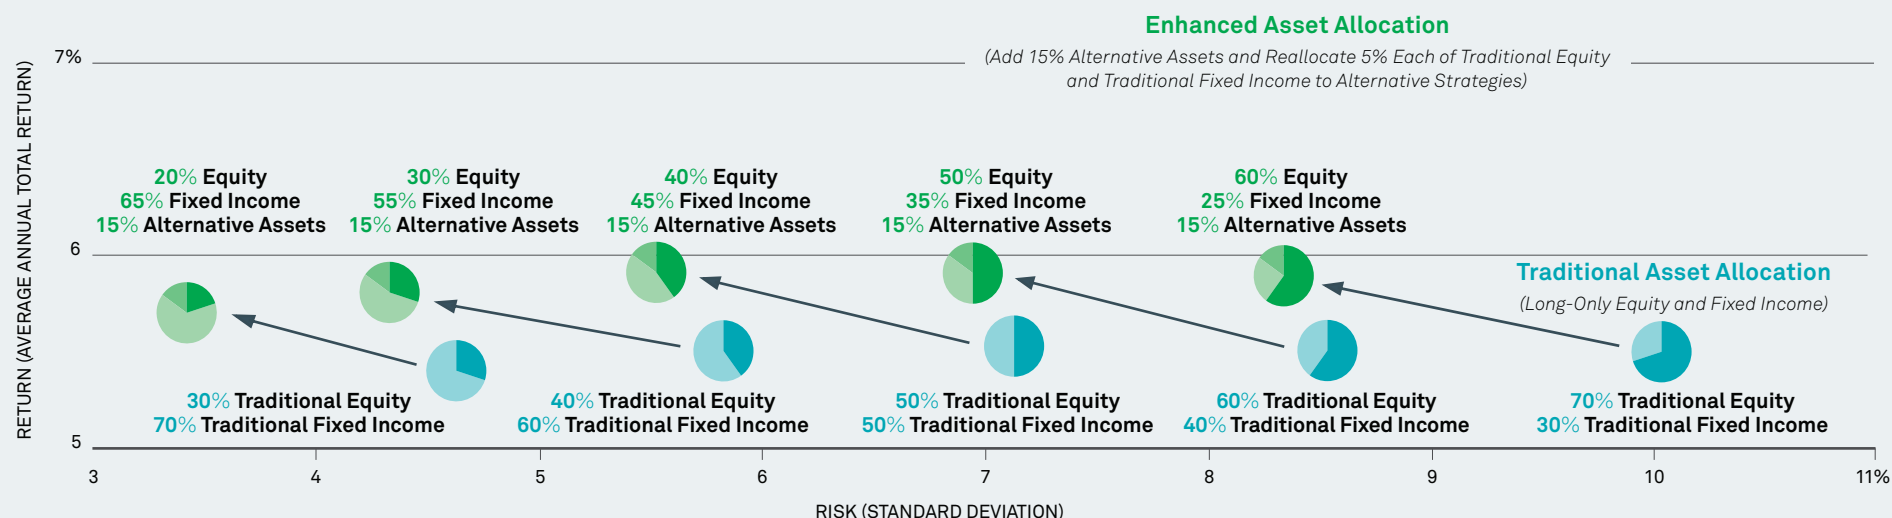 Enhanced Asset Allocation
(Add 15% Alternative Assets and Reallocate 5% Each of Traditional Equity
and Traditional Fixed Income to Alternative Strategies)
RETURN (AVERAGE ANNUAL TOTAL RETURN)
7%
6
5
20% Equity
65% Fixed Income
15% Alternative Assets
30% Equity
55% Fixed Income
15% Alternative Assets
40% Equity
45% Fixed Income
15% Alternative Assets
50% Equity
35% Fixed Income
15% Alternative Assets
60% Equity
25% Fixed Income
15% Alternative Assets
Traditional Asset Allocation
(Long-Only Equity and Fixed Income)
30% Traditional Equity
70% Traditional Fixed Income
40% Traditional Equity
60% Traditional Fixed Income
50% Traditional Equity
50% Traditional Fixed Income
60% Traditional Equity
40% Traditional Fixed Income
70% Traditional Equity
30% Traditional Fixed Income
3 4 5 6 7 8 9 10 11%
RISK (STANDARD DEVIATION)